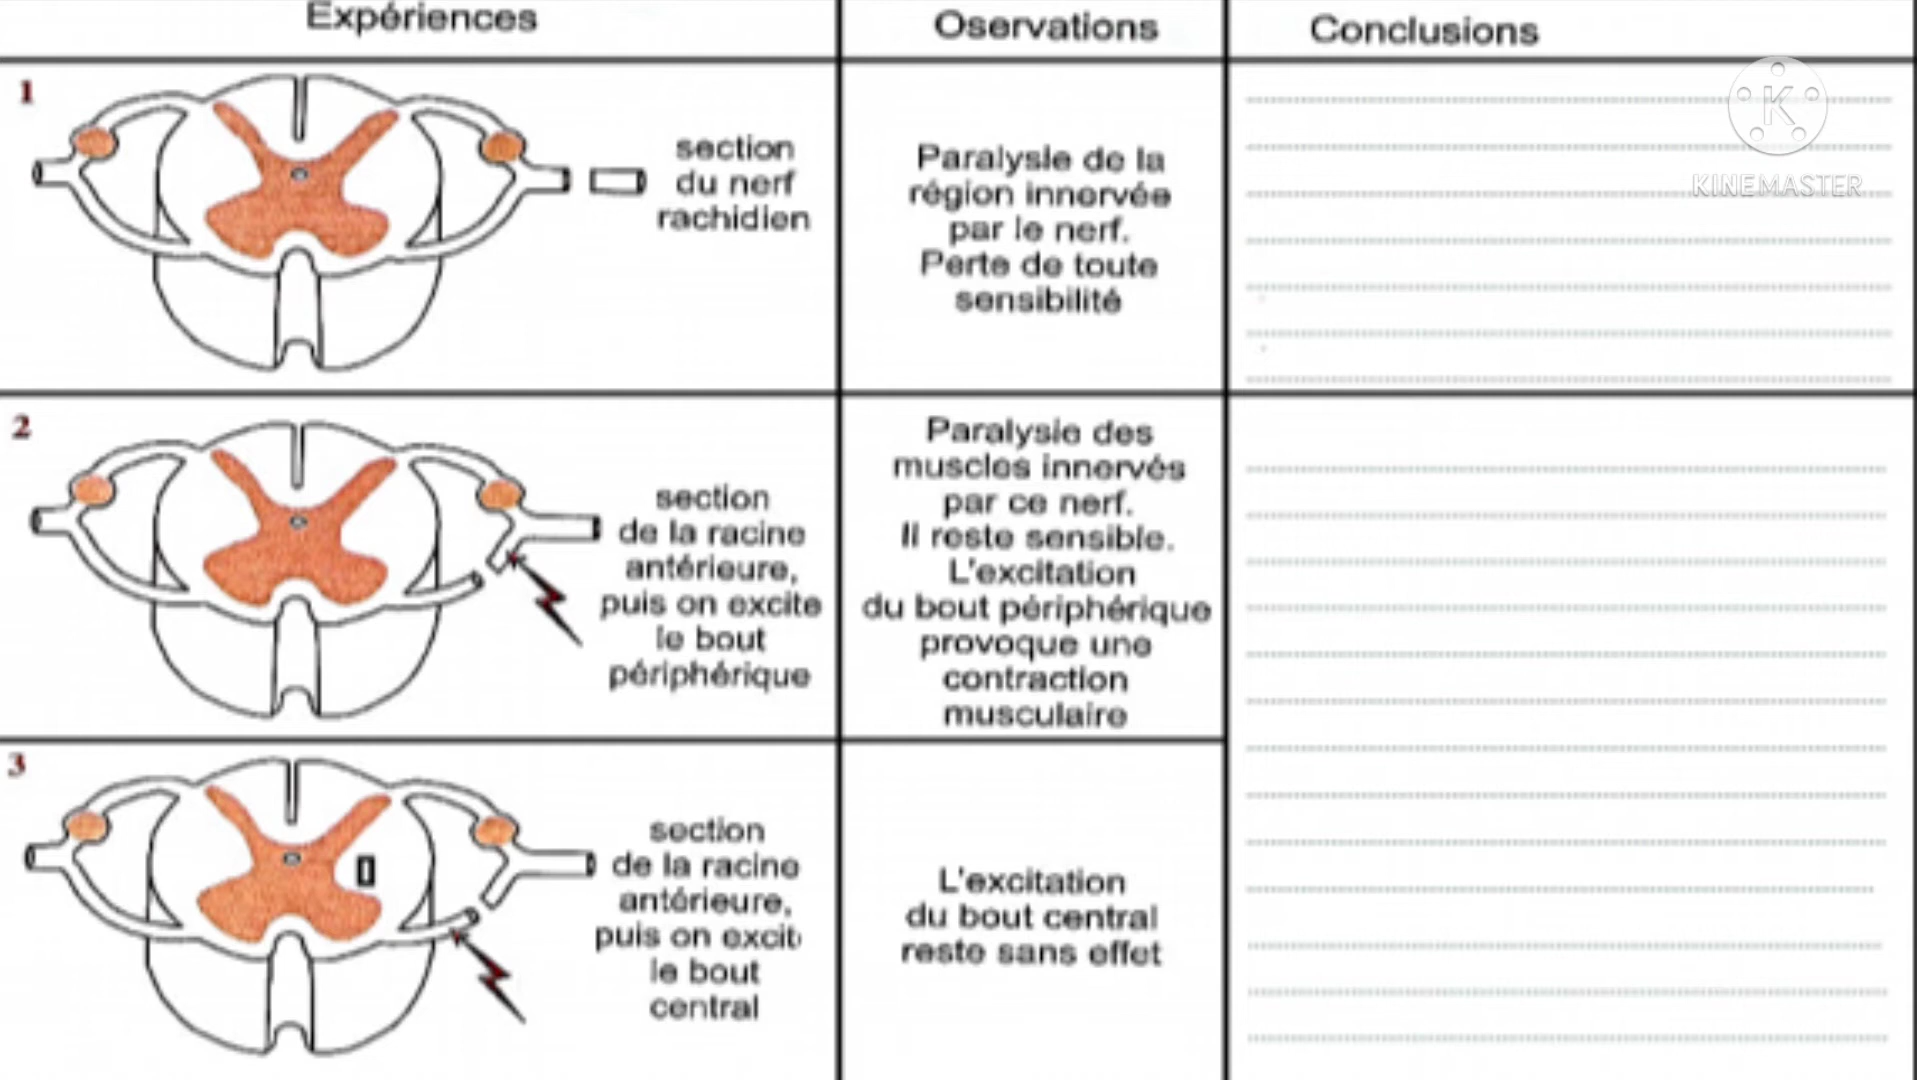 Expériences
Oservations
Conclusions
1
section
du nerf
rachidien
Paralysie de la
région innervée
par le nerf.
Perte de toute
sensibilité
K
KINEMASTER
2
section
de la racine
antérieure,
puis on excite
le bout
périphérique
Paralysie des
muscles innervés
par ce nerf.
Il reste sensible.
L'excitation
du bout périphérique
provoque une
contraction
musculaire
3
section
de la racine
antérieure,
puis on excit
le bout
central
L'excitation
du bout central
reste sans effet